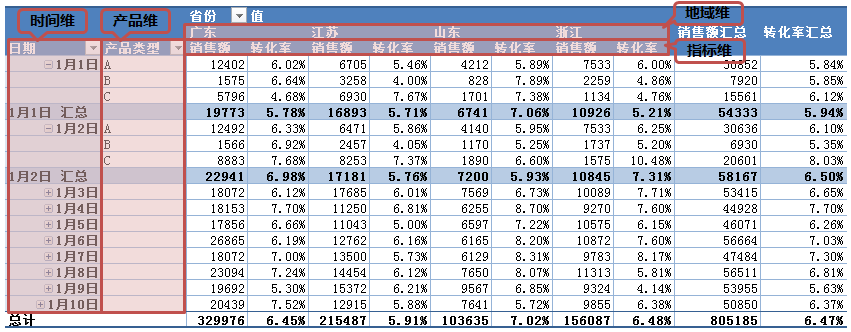 时间维 产品维 省份 值 地域维
广东 江苏 山东 浙江 销售额汇总 转化率汇总
日期 产品类型 销售额 转化率 销售额 转化率 销售额 转化率 销售额 转化率 指标维
1月1日 A 12402 6.02% 6705 5.46% 4212 5.89% 7533 6.00% 30852 5.84%
B 1575 6.64% 3258 4.00% 828 7.89% 2259 4.86% 7920 5.85%
C 5796 4.68% 6930 7.67% 1701 7.38% 1134 4.76% 15561 6.12%
1月1日 汇总 19773 5.78% 16893 5.71% 6741 7.06% 10926 5.21% 54333 5.94%
1月2日 A 12492 6.33% 6471 5.86% 4140 5.95% 7533 6.25% 30636 6.10%
B 1566 6.92% 2457 4.05% 1170 5.25% 1737 5.20% 6930 5.35%
C 8883 7.68% 8253 7.37% 1890 6.60% 1575 10.48% 20601 8.03%
1月2日 汇总 22941 6.98% 17181 5.76% 7200 5.93% 10845 7.31% 58167 6.50%
1月3日 18072 6.12% 17685 6.01% 7569 6.73% 10089 7.71% 53415 6.65%
1月4日 18153 7.70% 11250 6.81% 6255 8.70% 9270 7.60% 44928 7.70%
1月5日 17856 6.66% 11043 5.00% 6597 7.22% 10575 6.15% 46071 6.26%
1月6日 26865 6.19% 12762 6.16% 6165 8.20% 10872 7.60% 56664 7.03%
1月7日 18072 7.00% 13500 5.73% 6129 8.31% 9783 8.17% 47484 7.30%
1月8日 23094 7.24% 14454 6.12% 7650 8.07% 11313 5.81% 56511 6.81%
1月9日 19692 5.30% 15372 6.21% 9567 6.85% 9324 4.14% 53955 5.63%
1月10日 20439 7.52% 12915 5.88% 7641 5.72% 9855 6.38% 50850 6.37%
总计 329976 6.45% 215487 5.91% 103635 7.02% 156087 6.48% 805185 6.47%